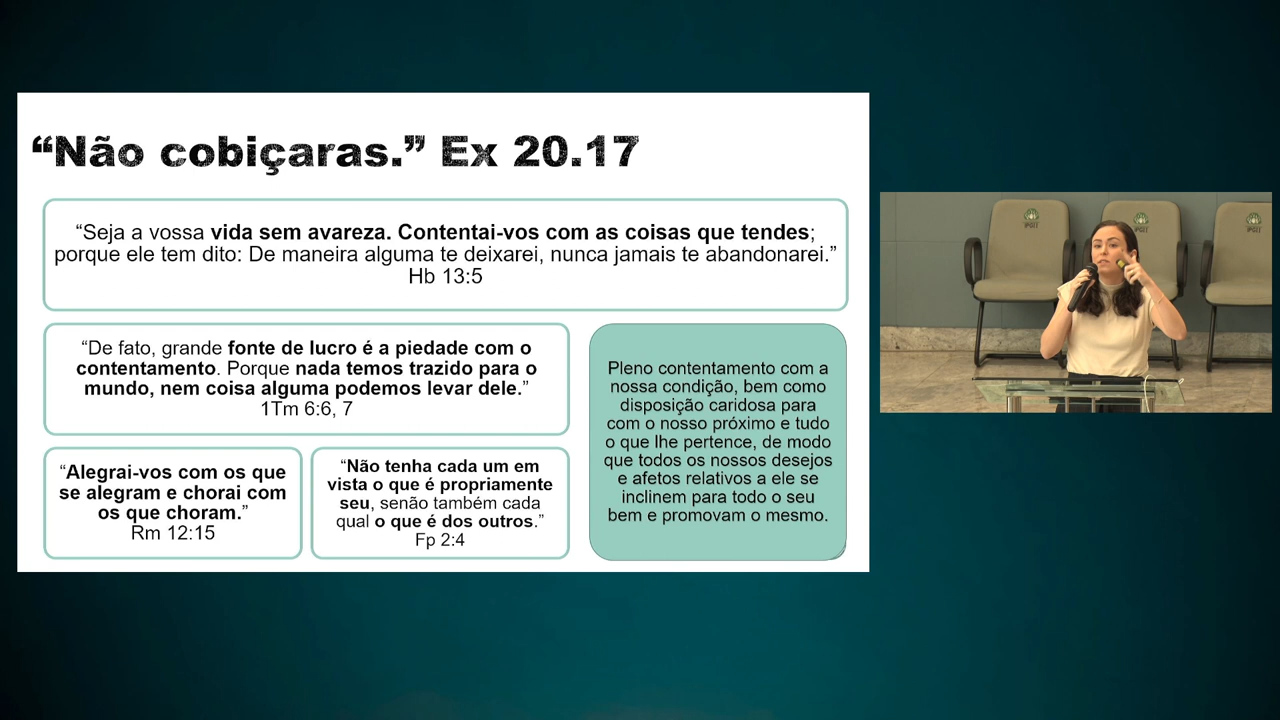 “Não cobiçaras.” Ex 20.17
“Seja a vossa vida sem avareza. Contentai-vos com as coisas que tendes;
porque ele tem dito: De maneira alguma te deixarei, nunca jamais te abandonarei.”
Hb 13:5
“De fato, grande fonte de lucro é a piedade com o
contentamento. Porque nada temos trazido para o
mundo, nem coisa alguma podemos levar dele.”
1Tm 6:6, 7
“Alegrai-vos com os que
se alegram e chorai com
os que choram.”
Rm 12:15
“Não tenha cada um em
vista o que é propriamente
seu, senão também cada
qual o que é dos outros.”
Fp 2:4
Pleno contentamento com a
nossa condição, bem como
disposição caridosa para
com o nosso próximo e tudo
o que lhe pertence, de modo
que todos os nossos desejos
e afetos relativos a ele se
inclinem para todo o seu
bem e promovam o mesmo.